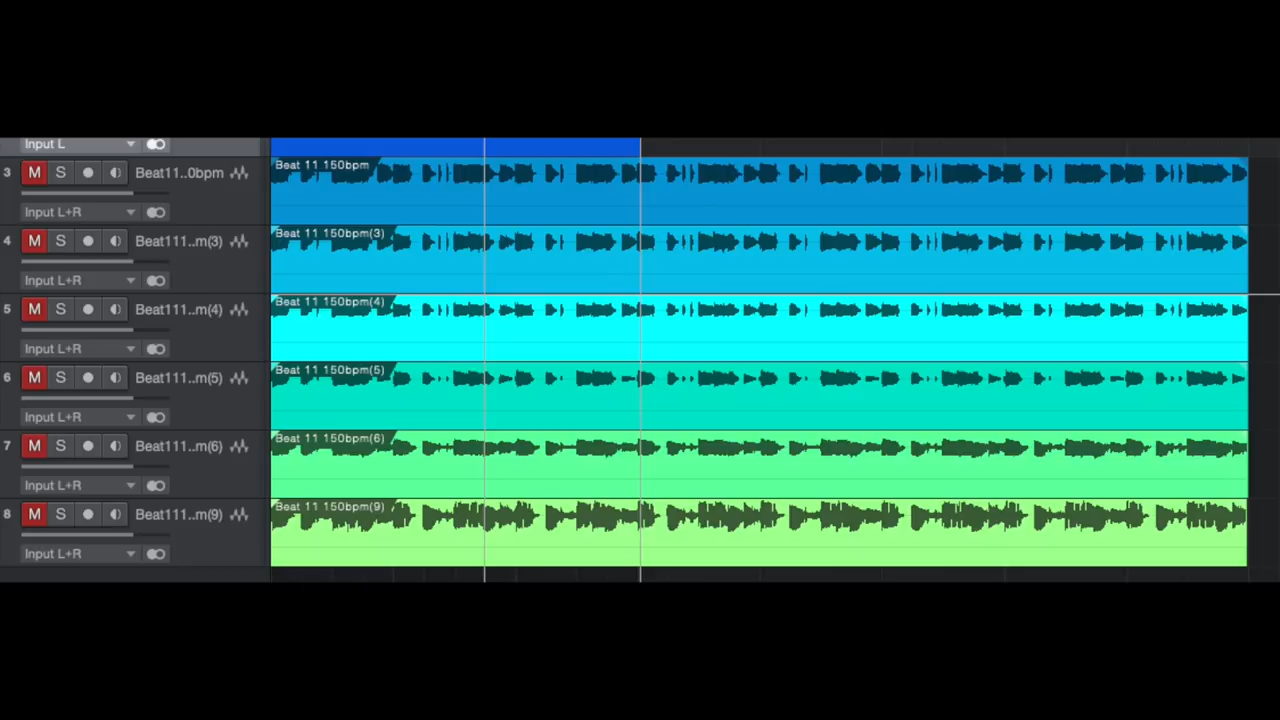 Input L
3 M S Beat11..0bpm Beat 11 150bpm
Input L+R
4 M S Beat111..m(3) Beat 11 150bpm(3)
Input L+R
5 M S Beat111..m(4) Beat 11 150bpm(4)
Input L+R
6 M S Beat111..m(5) Beat 11 150bpm(5)
Input L+R
7 M S Beat111..m(6) Beat 11 150bpm(6)
Input L+R
8 M S Beat111..m(9) Beat 11 150bpm(9)
Input L+R